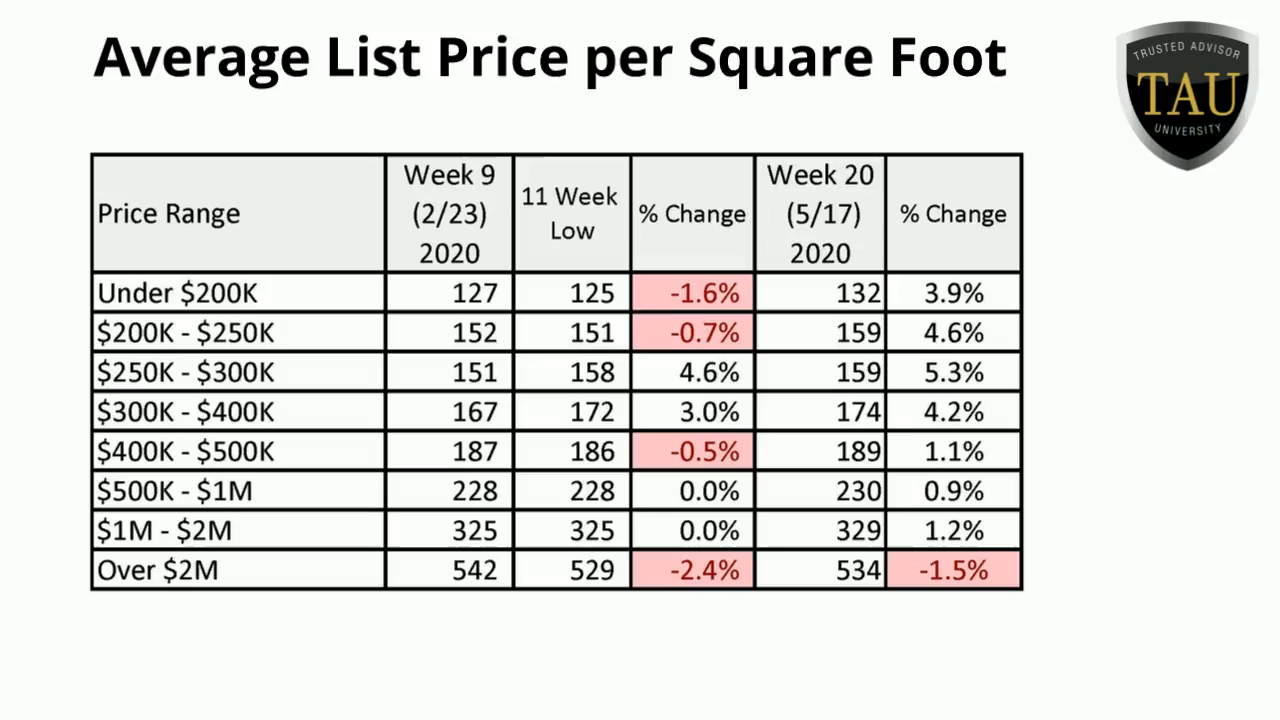 Average List Price per Square Foot
TRUSTED ADVISOR
TAU
UNIVERSITY
Price Range
Week 9
(2/23)
2020
11 Week
Low
% Change
Week 20
(5/17)
2020
% Change
Under $200K 127 125 -1.6% 132 3.9%
$200K - $250K 152 151 -0.7% 159 4.6%
$250K - $300K 151 158 4.6% 159 5.3%
$300K - $400K 167 172 3.0% 174 4.2%
$400K - $500K 187 186 -0.5% 189 1.1%
$500K - $1M 228 228 0.0% 230 0.9%
$1M - $2M 325 325 0.0% 329 1.2%
Over $2M 542 529 -2.4% 534 -1.5%